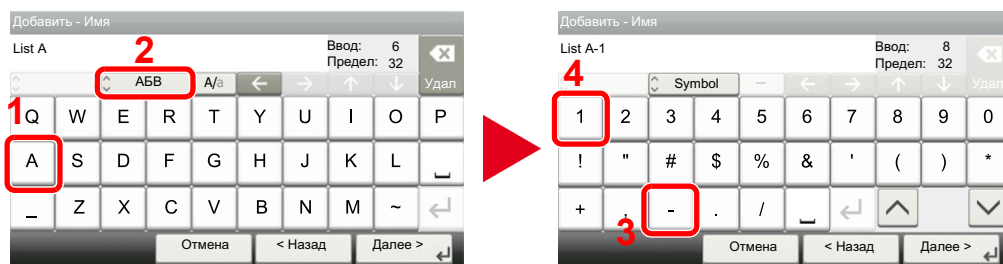 Добавить - Имя
List A
2
Ввод: 6
Предел: 32
АБВ
A/a
Удал
1
Q W E R T Y U I O P
A S D F G H J K L
_ Z X C V B N M ~
Отмена < Назад Далее >
Добавить - Имя
List A-1
4
Ввод: 8
Предел: 32
Symbol
Удал
1 2 3 4 5 6 7 8 9 0
! " # $ % & ' ( ) *
+ , - . /
3
Отмена < Назад Далее >